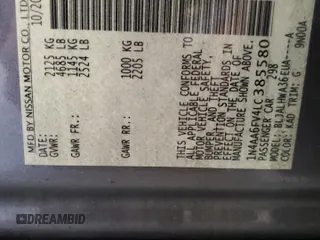 MFD BY NISSAN MOTOR CO., LTD.
10/20
GVWR: 2125 KG
4685 LB
GAWR FR.: 1145 KG
2524 LB
GAWR RR.: 1000 KG
2205 LB
THIS VEHICLE CONFORMS TO
ALL APPLICABLE FEDERAL
MOTOR VEHICLE SAFETY,
BUMPER, AND THEFT
PREVENTION STANDARDS
IN EFFECT ON THE DATE OF
MANUFACTURE SHOWN ABOVE.
1N4AA6FV4LC385580
PASSENGER CAR 298
COLOR: KAD TRIM: G
9N00A
© DREAMBID